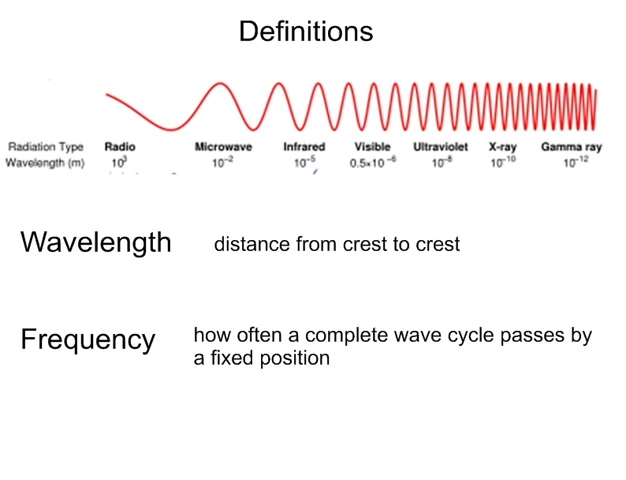 Definitions
Radiation Type Radio Microwave Infrared Visible Ultraviolet X-ray Gamma ray
Wavelength (m) 10³ 10⁻² 10⁻⁵ 0.5×10⁻⁶ 10⁻⁸ 10⁻¹⁰ 10⁻¹²
Wavelength distance from crest to crest
Frequency how often a complete wave cycle passes by
a fixed position